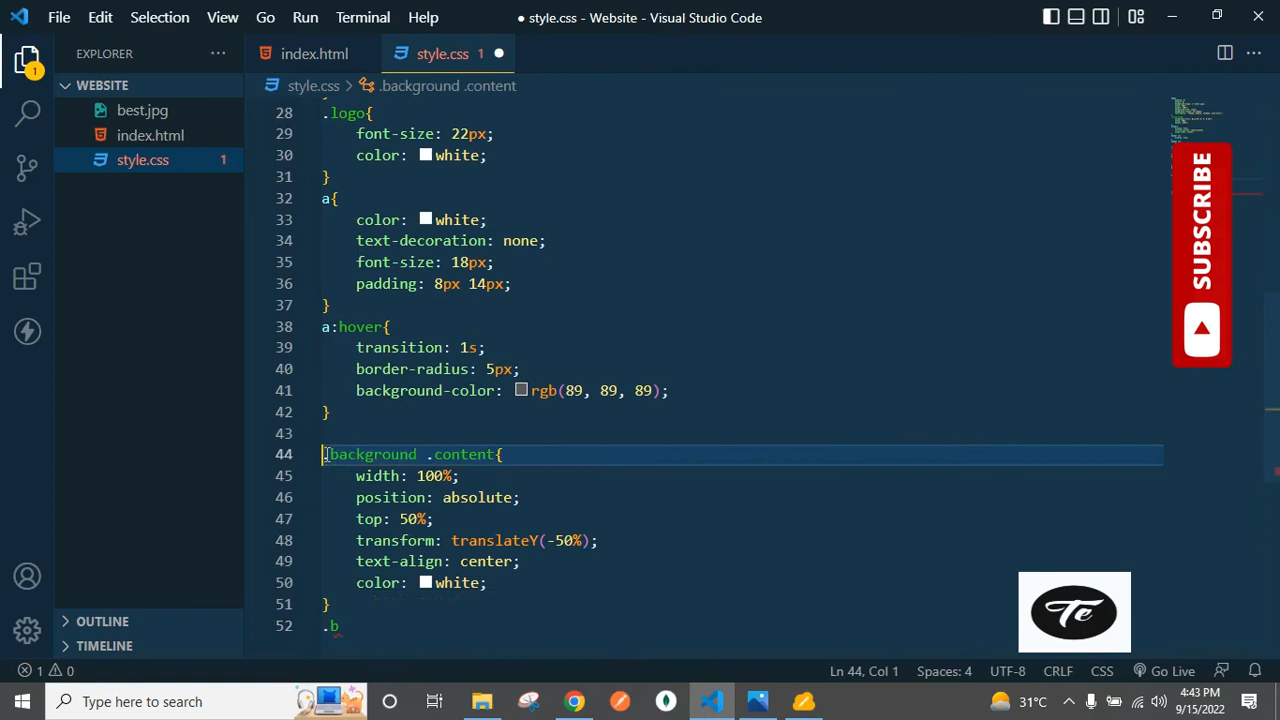 File Edit Selection View Go Run Terminal Help
● style.css - Website - Visual Studio Code
EXPLORER
index.html
style.css 1
WEBSITE
style.css > .background .content
best.jpg
index.html
style.css 1
28 .logo{
29 font-size: 22px;
30 color: white;
31 }
32 a{
33 color: white;
34 text-decoration: none;
35 font-size: 18px;
36 padding: 8px 14px;
37 }
38 a:hover{
39 transition: 1s;
40 border-radius: 5px;
41 background-color: rgb(89, 89, 89);
42 }
43
44 .background .content{
45 width: 100%;
46 position: absolute;
47 top: 50%;
48 transform: translateY(-50%);
49 text-align: center;
50 color: white;
51 }
52 .b
SUBSCRIBE
Te
1
OUTLINE
TIMELINE
1 0
Ln 44, Col 1 Spaces: 4 UTF-8 CRLF CSS Go Live
Type here to search
31°C
4:43 PM
9/15/2022